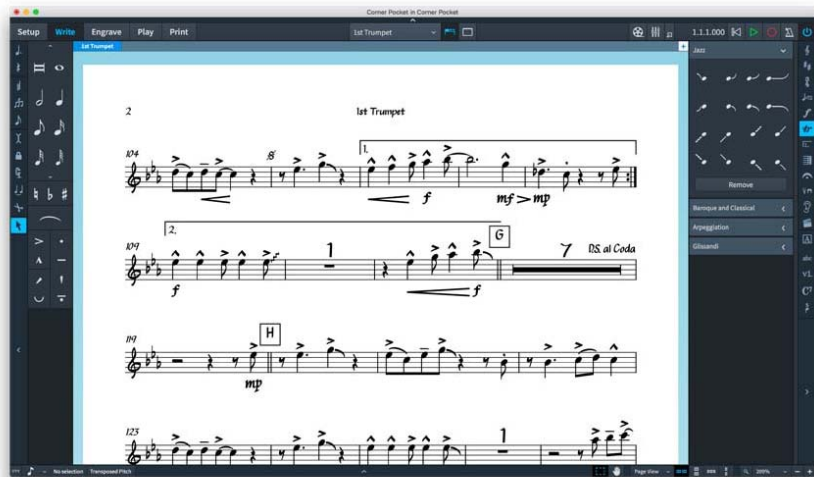 Corner Pocket in Corner Pocket
Setup Write Engrave Play Print 1st Trumpet 1.1.1.000
1st Trumpet
Jazz
2 1st Trumpet
104 1.
f mf mp
Remove
Baroque and Classical
Arpeggiation
Glissandi
109 2. 1 G 7 D.S. al Coda
f f
119 H
mp
123 1
No selection Transposed Pitch Page View